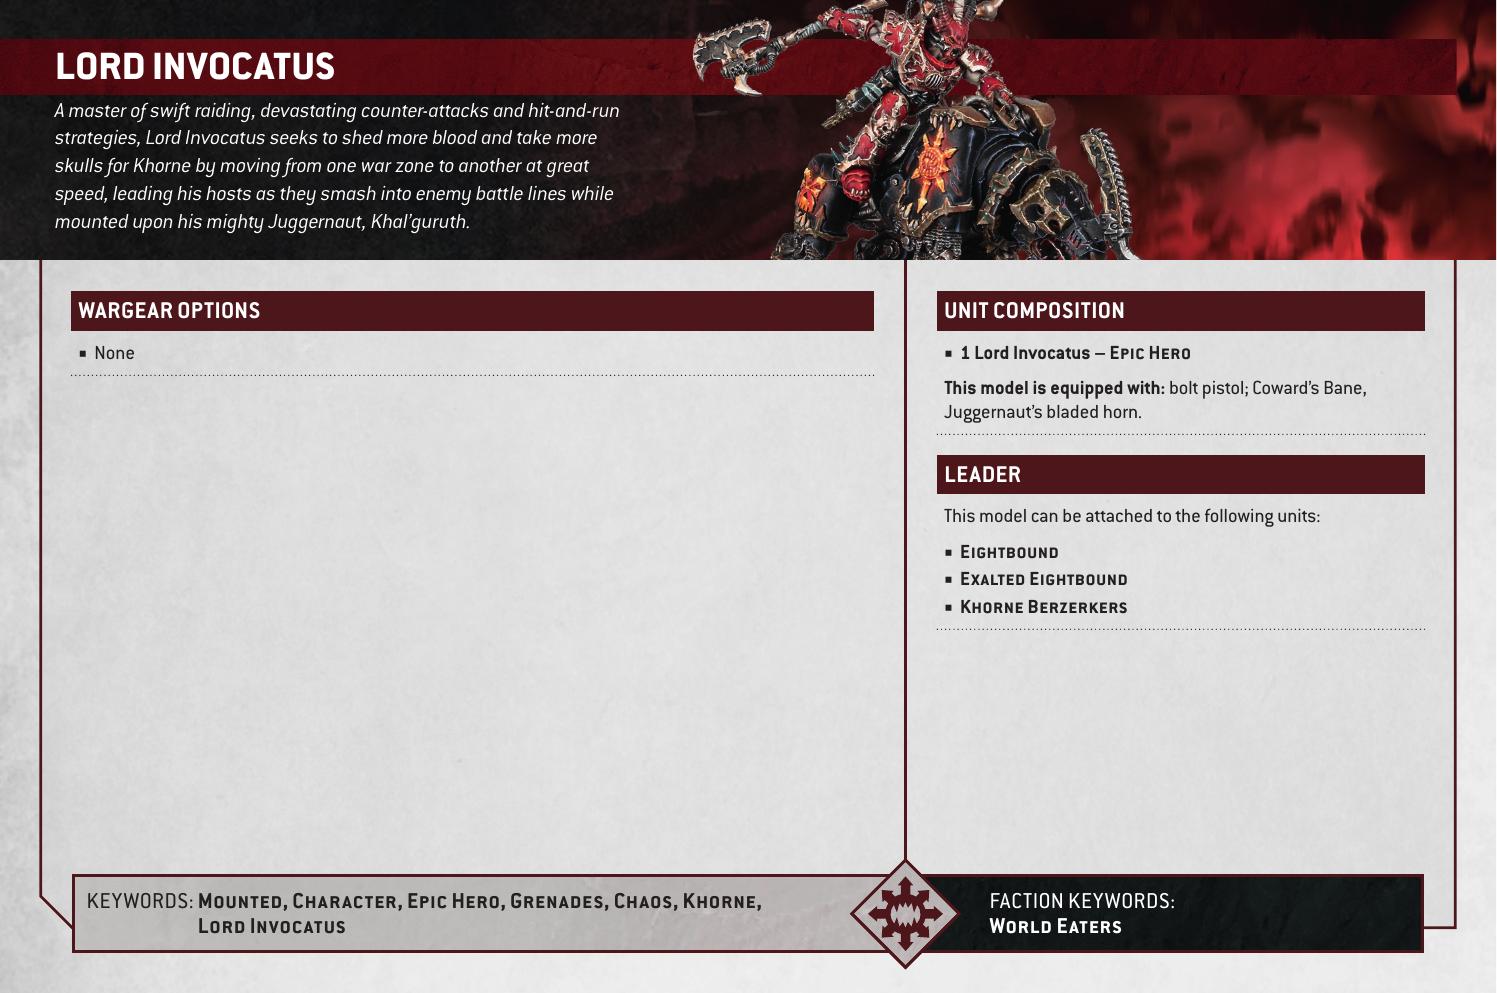 LORD INVOCATUS
A master of swift raiding, devastating counter-attacks and hit-and-run
strategies, Lord Invocatus seeks to shed more blood and take more
skulls for Khorne by moving from one war zone to another at great
speed, leading his hosts as they smash into enemy battle lines while
mounted upon his mighty Juggernaut, Khal’guruth.
WARGEAR OPTIONS
▪ None
UNIT COMPOSITION
▪ 1 Lord Invocatus – Epic Hero
This model is equipped with: bolt pistol; Coward’s Bane,
Juggernaut’s bladed horn.
LEADER
This model can be attached to the following units:
▪ Eightbound
▪ Exalted Eightbound
▪ Khorne Berzerkers
KEYWORDS: Mounted, Character, Epic Hero, Grenades, Chaos, Khorne,
Lord Invocatus
FACTION KEYWORDS:
World Eaters